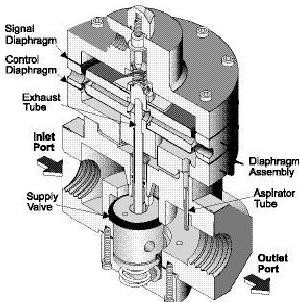 Signal
Diaphragm
Control
Diaphragm
Exhaust
Tube
Inlet
Port
Diaphragm
Assembly
Supply
Valve
Aspirator
Tube
Outlet
Port